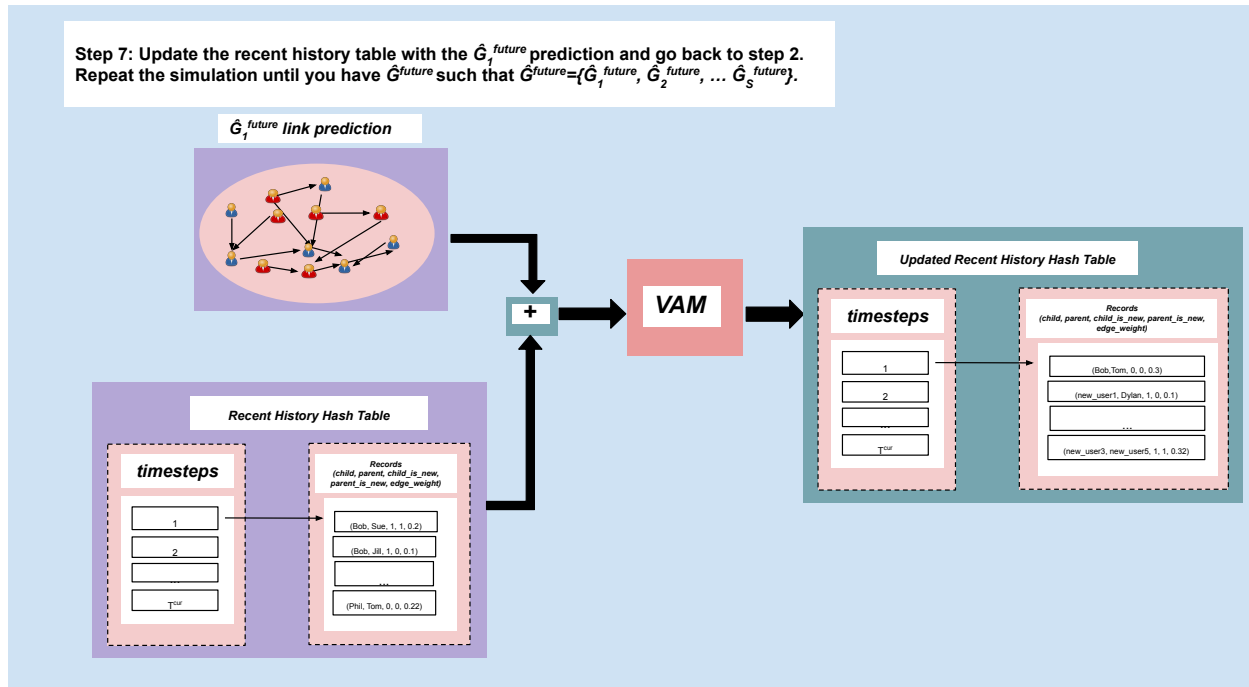 Step 7: Update the recent history table with the Ĝ₁ᶠᵘᵗᵘʳᵉ prediction and go back to step 2.
Repeat the simulation until you have Ĝᶠᵘᵗᵘʳᵉ such that Ĝᶠᵘᵗᵘʳᵉ={Ĝ₁ᶠᵘᵗᵘʳᵉ, Ĝ₂ᶠᵘᵗᵘʳᵉ, … Ĝ_Sᶠᵘᵗᵘʳᵉ}.
Ĝ₁ᶠᵘᵗᵘʳᵉ link prediction
+
VAM
Recent History Hash Table
timesteps
1
2
...
Tᶜᵘʳ
Records
(child, parent, child_is_new,
parent_is_new, edge_weight)
(Bob, Sue, 1, 1, 0.2)
(Bob, Jill, 1, 0, 0.1)
...
(Phil, Tom, 0, 0, 0.22)
Updated Recent History Hash Table
timesteps
1
2
...
Tᶜᵘʳ
Records
(child, parent, child_is_new, parent_is_new,
edge_weight)
(Bob,Tom, 0, 0, 0.3)
(new_user1, Dylan, 1, 0, 0.1)
...
(new_user3, new_user5, 1, 1, 0.32)